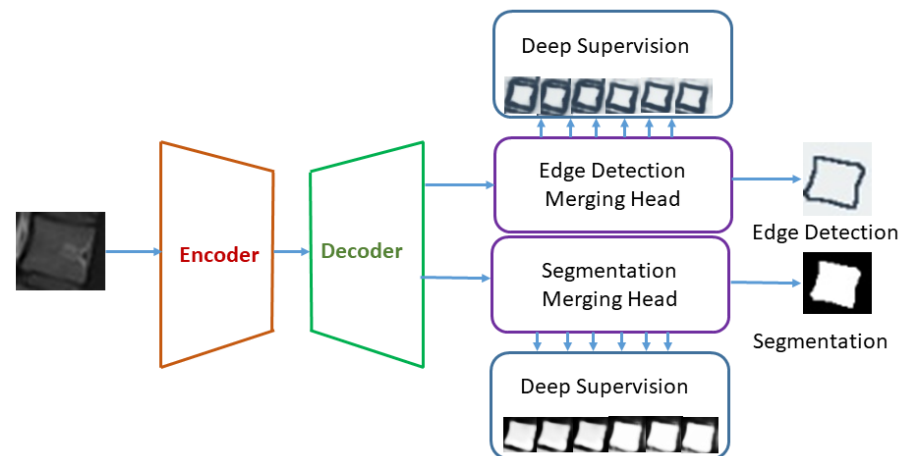 Deep Supervision
Edge Detection
Merging Head
Edge Detection
Encoder
Decoder
Segmentation
Merging Head
Segmentation
Deep Supervision